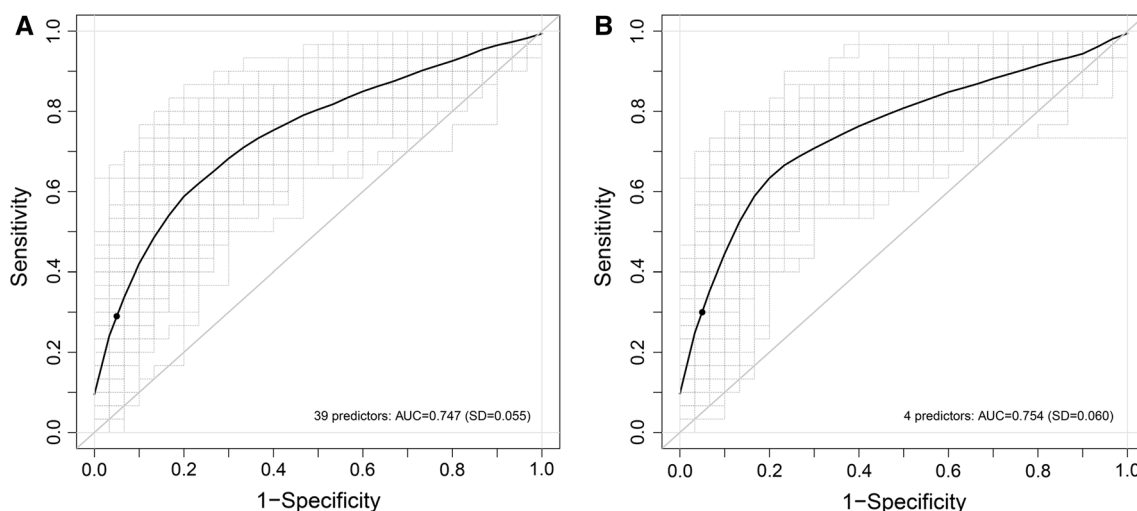 A
Sensitivity
1.0
0.8
0.6
0.4
0.2
0.0
39 predictors: AUC=0.747 (SD=0.055)
0.0 0.2 0.4 0.6 0.8 1.0
1−Specificity
B
Sensitivity
1.0
0.8
0.6
0.4
0.2
0.0
4 predictors: AUC=0.754 (SD=0.060)
0.0 0.2 0.4 0.6 0.8 1.0
1−Specificity